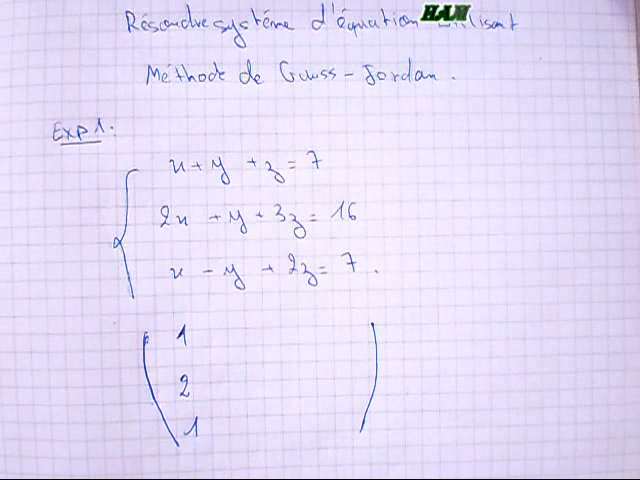 Résoudre système d'équation HAM utilisant
Méthode de Gauss-Jordan.
Exp 1:
x + y + z = 7
2x + y + 3z = 16
x - y + 2z = 7.
1
2
1